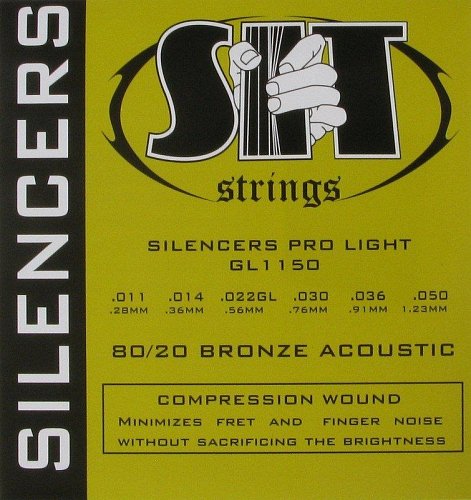 SILENCERS
SIT
strings
SILENCERS PRO LIGHT
GL1150
.011 .014 .022GL .030 .036 .050
.28MM .36MM .56MM .76MM .91MM 1.23MM
80/20 BRONZE ACOUSTIC
COMPRESSION WOUND
MINIMIZES FRET AND FINGER NOISE
WITHOUT SACRIFICING THE BRIGHTNESS